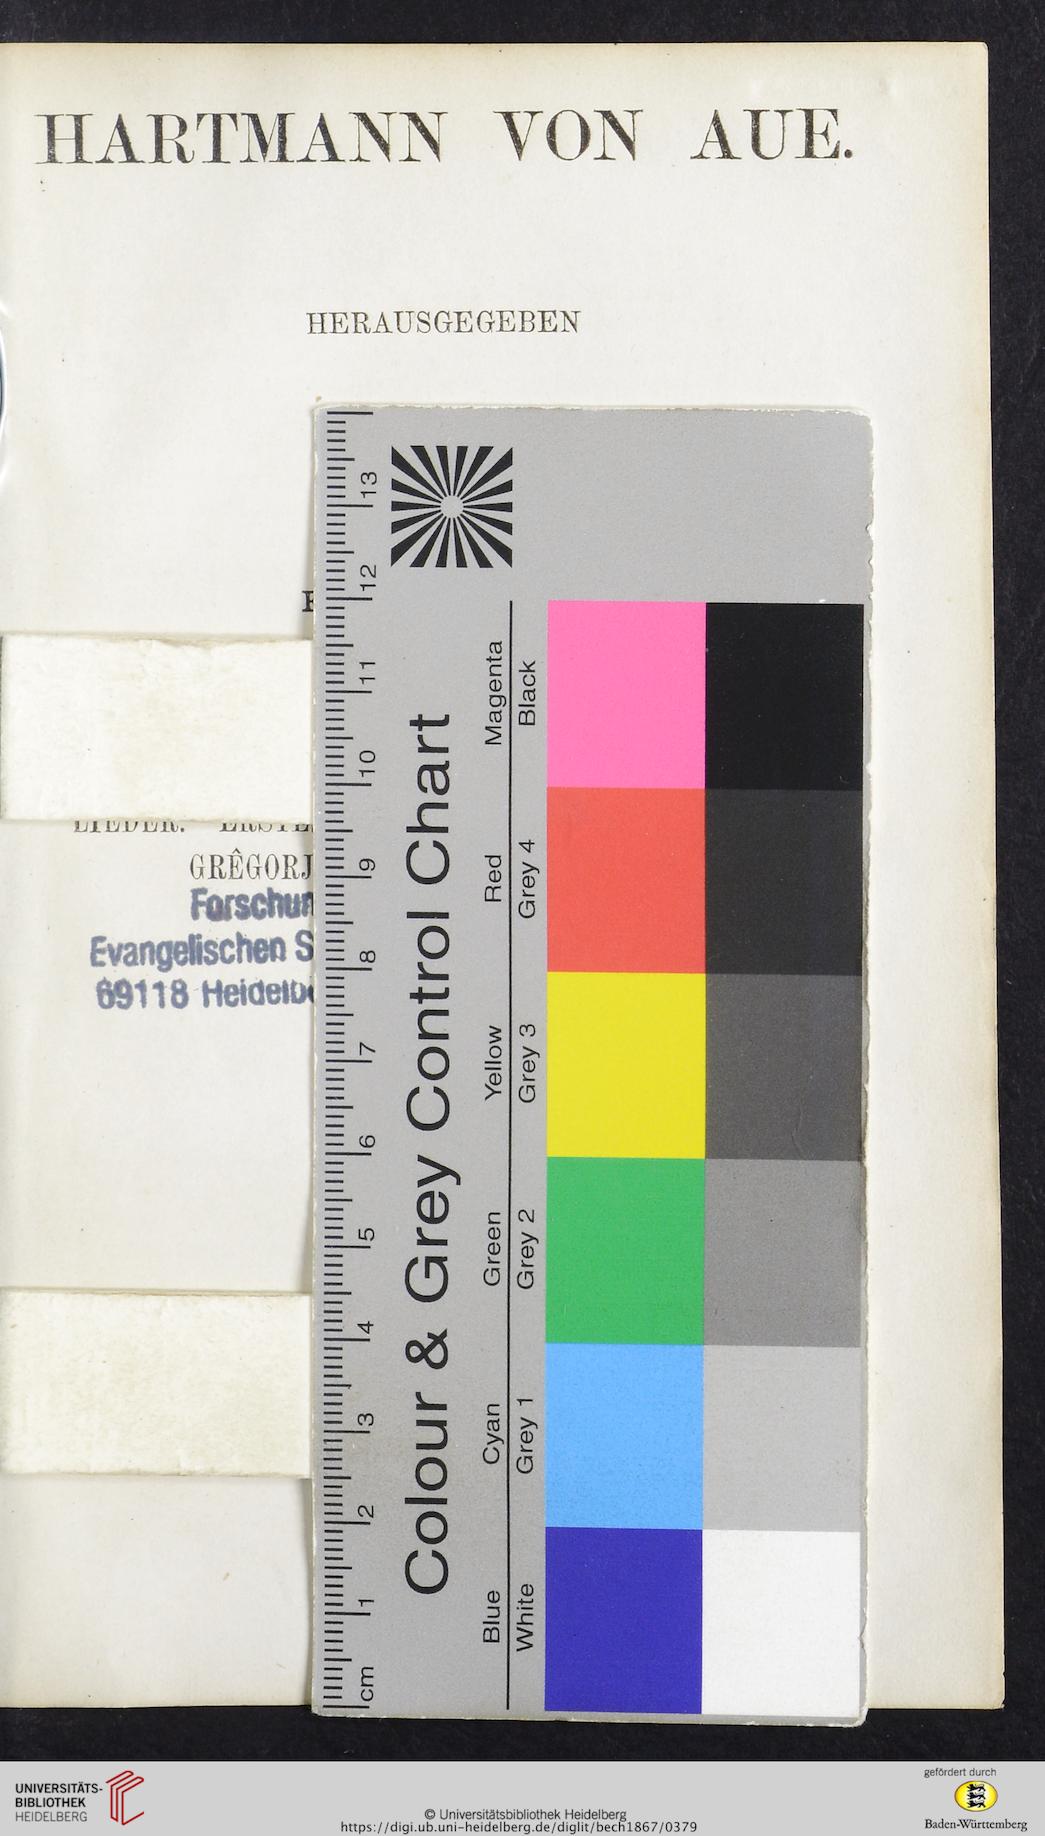 HARTMANN VON AUE.
HERAUSGEGEBEN
LIEDER.
GRÊGORJ
Evangelischen S
69118
13
12
11
10
9
8
7
6
5
4
3
2
1
cm
Colour & Grey Control Chart
Magenta
Red
Yellow
Green
Cyan
Blue
Black
Grey 4
Grey 3
Grey 2
Grey 1
White
UNIVERSITÄTS-
BIBLIOTHEK
HEIDELBERG
© Universitätsbibliothek Heidelberg
https://digi.ub.uni-heidelberg.de/diglit/bech1867/0379
gefördert durch
Baden-Württemberg